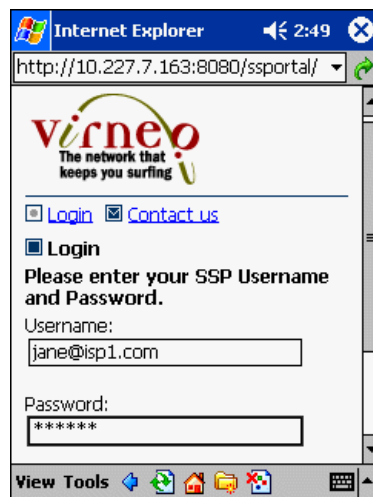 Internet Explorer 2:49
http://10.227.7.163:8080/ssportal/
Virneo
The network that
keeps you surfing
Login Contact us
Login
Please enter your SSP Username
and Password.
Username:
jane@isp1.com
Password:
******
View Tools